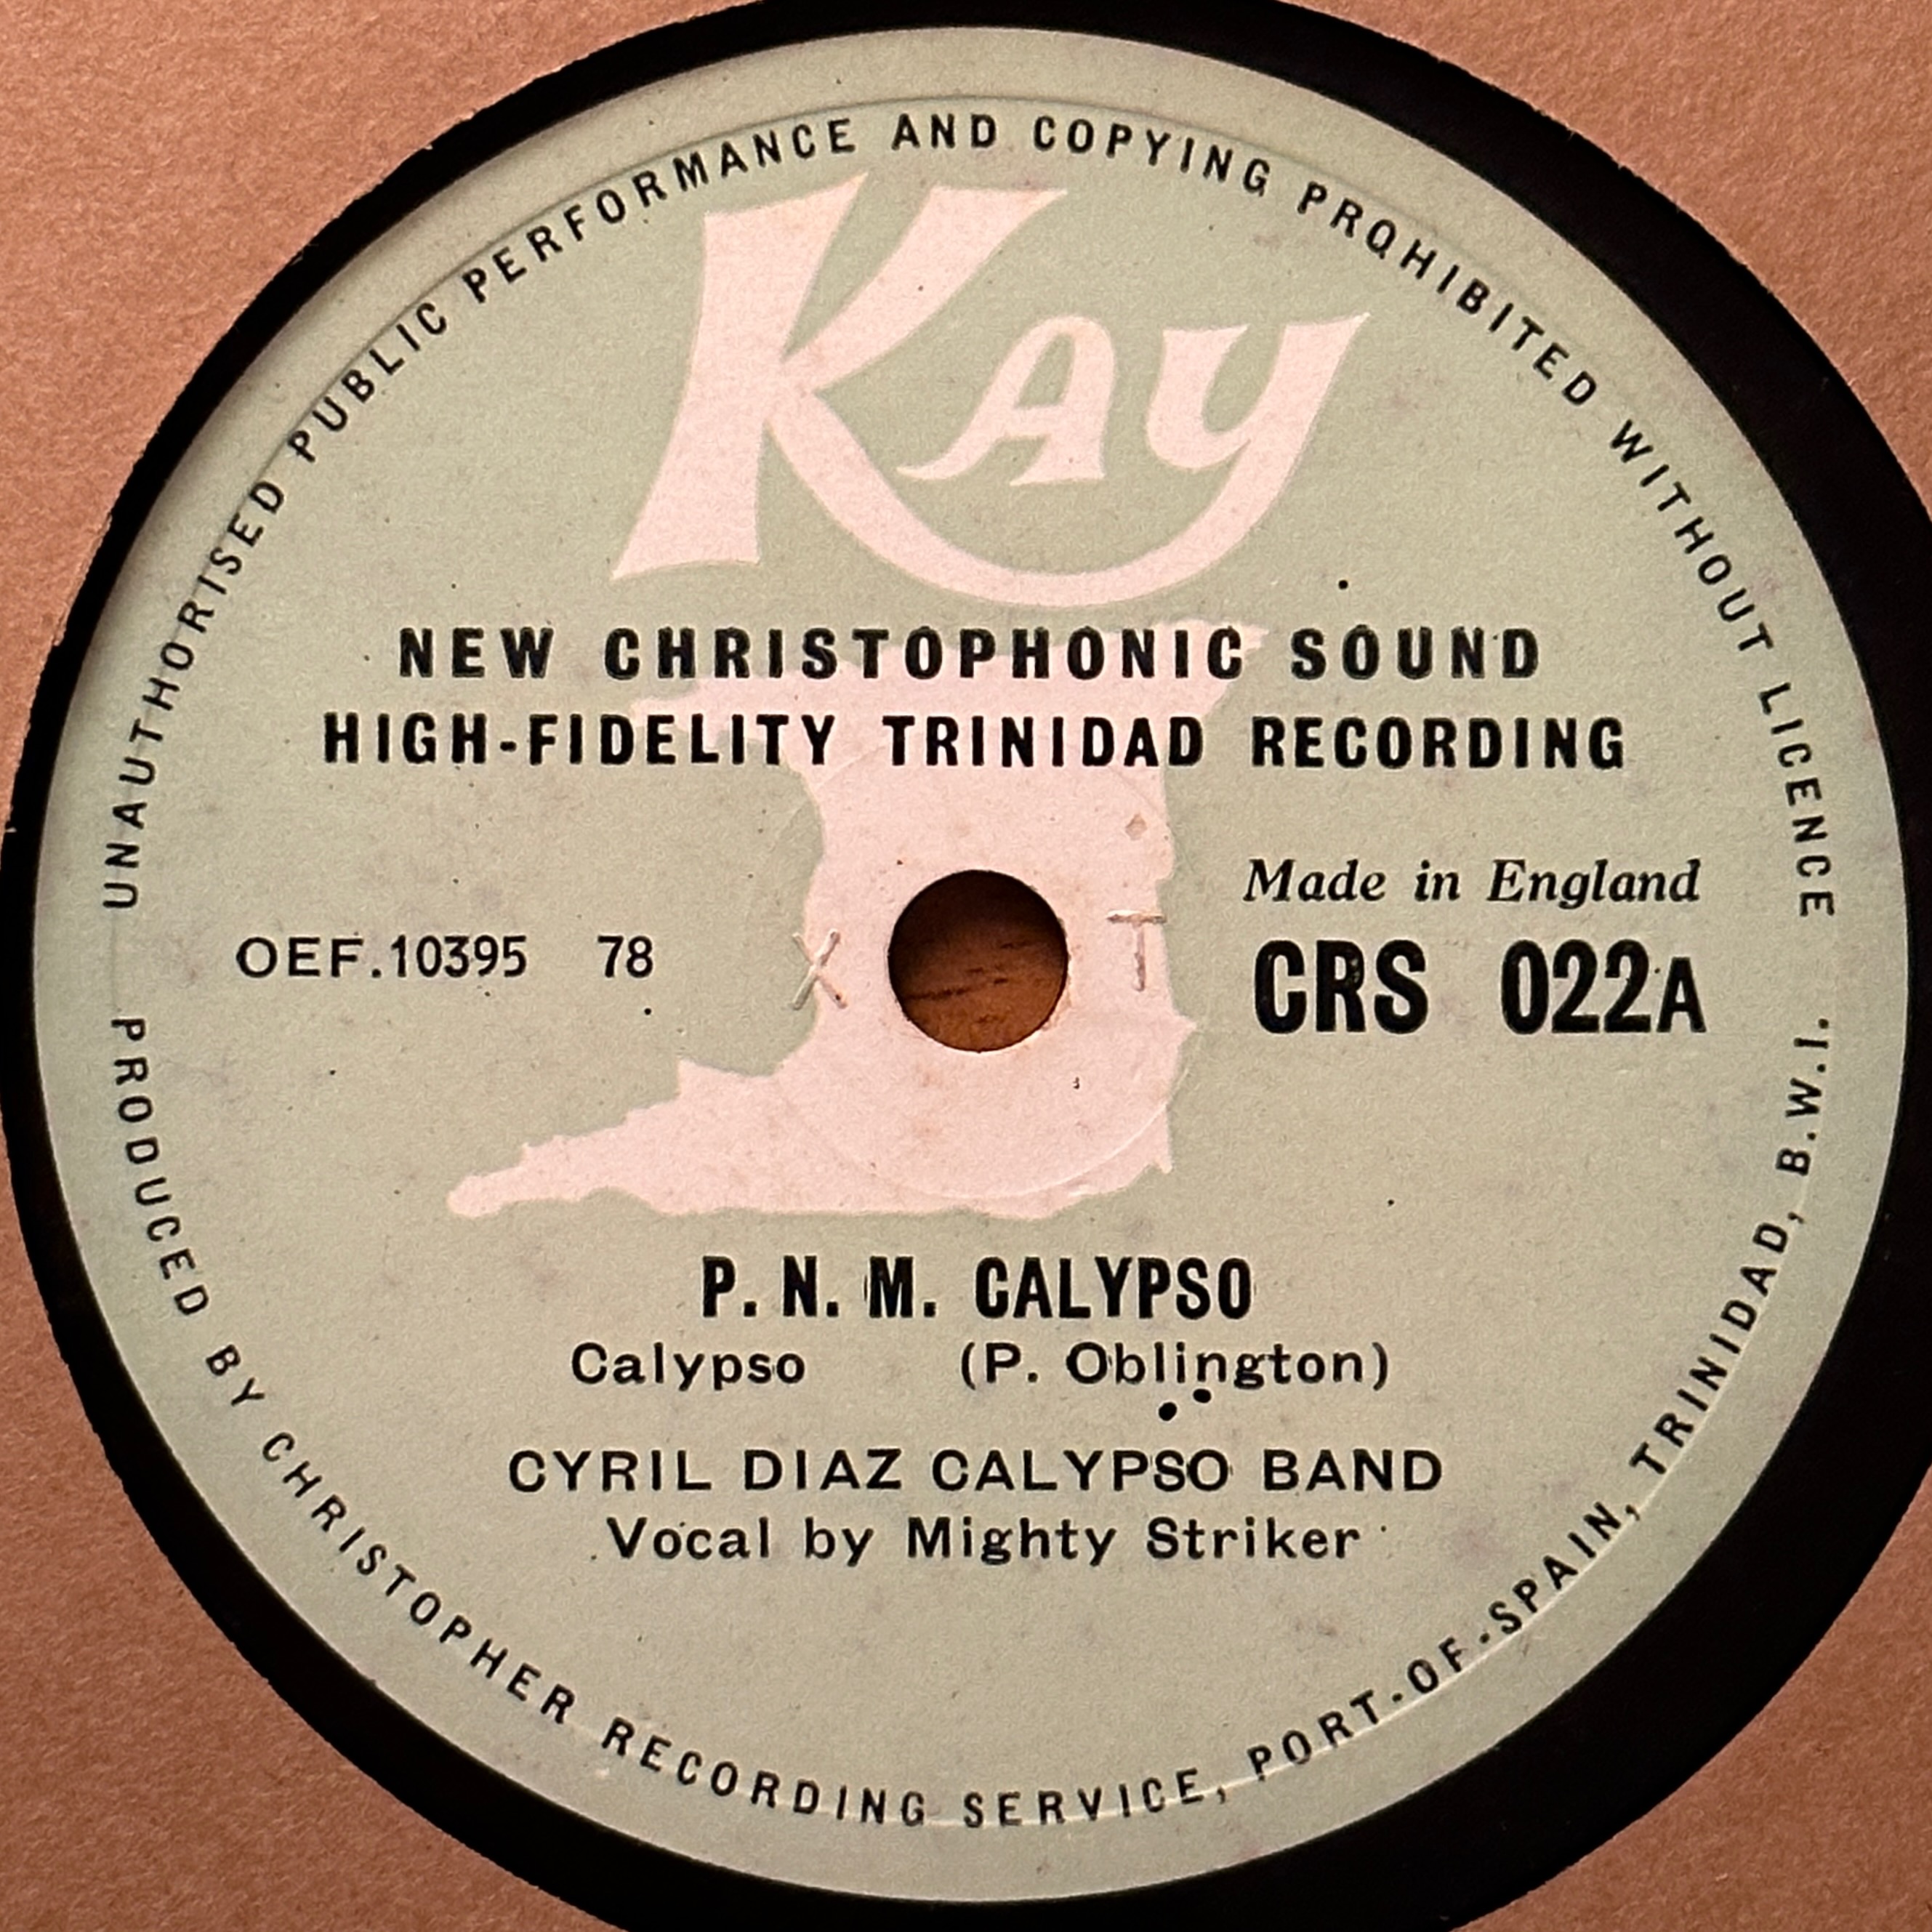 UNAUTHORISED PUBLIC PERFORMANCE AND COPYING PROHIBITED WITHOUT LICENCE
KAY
NEW CHRISTOPHONIC SOUND
HIGH-FIDELITY TRINIDAD RECORDING
Made in England
OEF.10395 78
X T
CRS 022A
P. N. M. CALYPSO
Calypso (P. Oblington)
CYRIL DIAZ CALYPSO BAND
Vocal by Mighty Striker
PRODUCED BY CHRISTOPHER RECORDING SERVICE, PORT-OF-SPAIN, TRINIDAD, B.W.I.